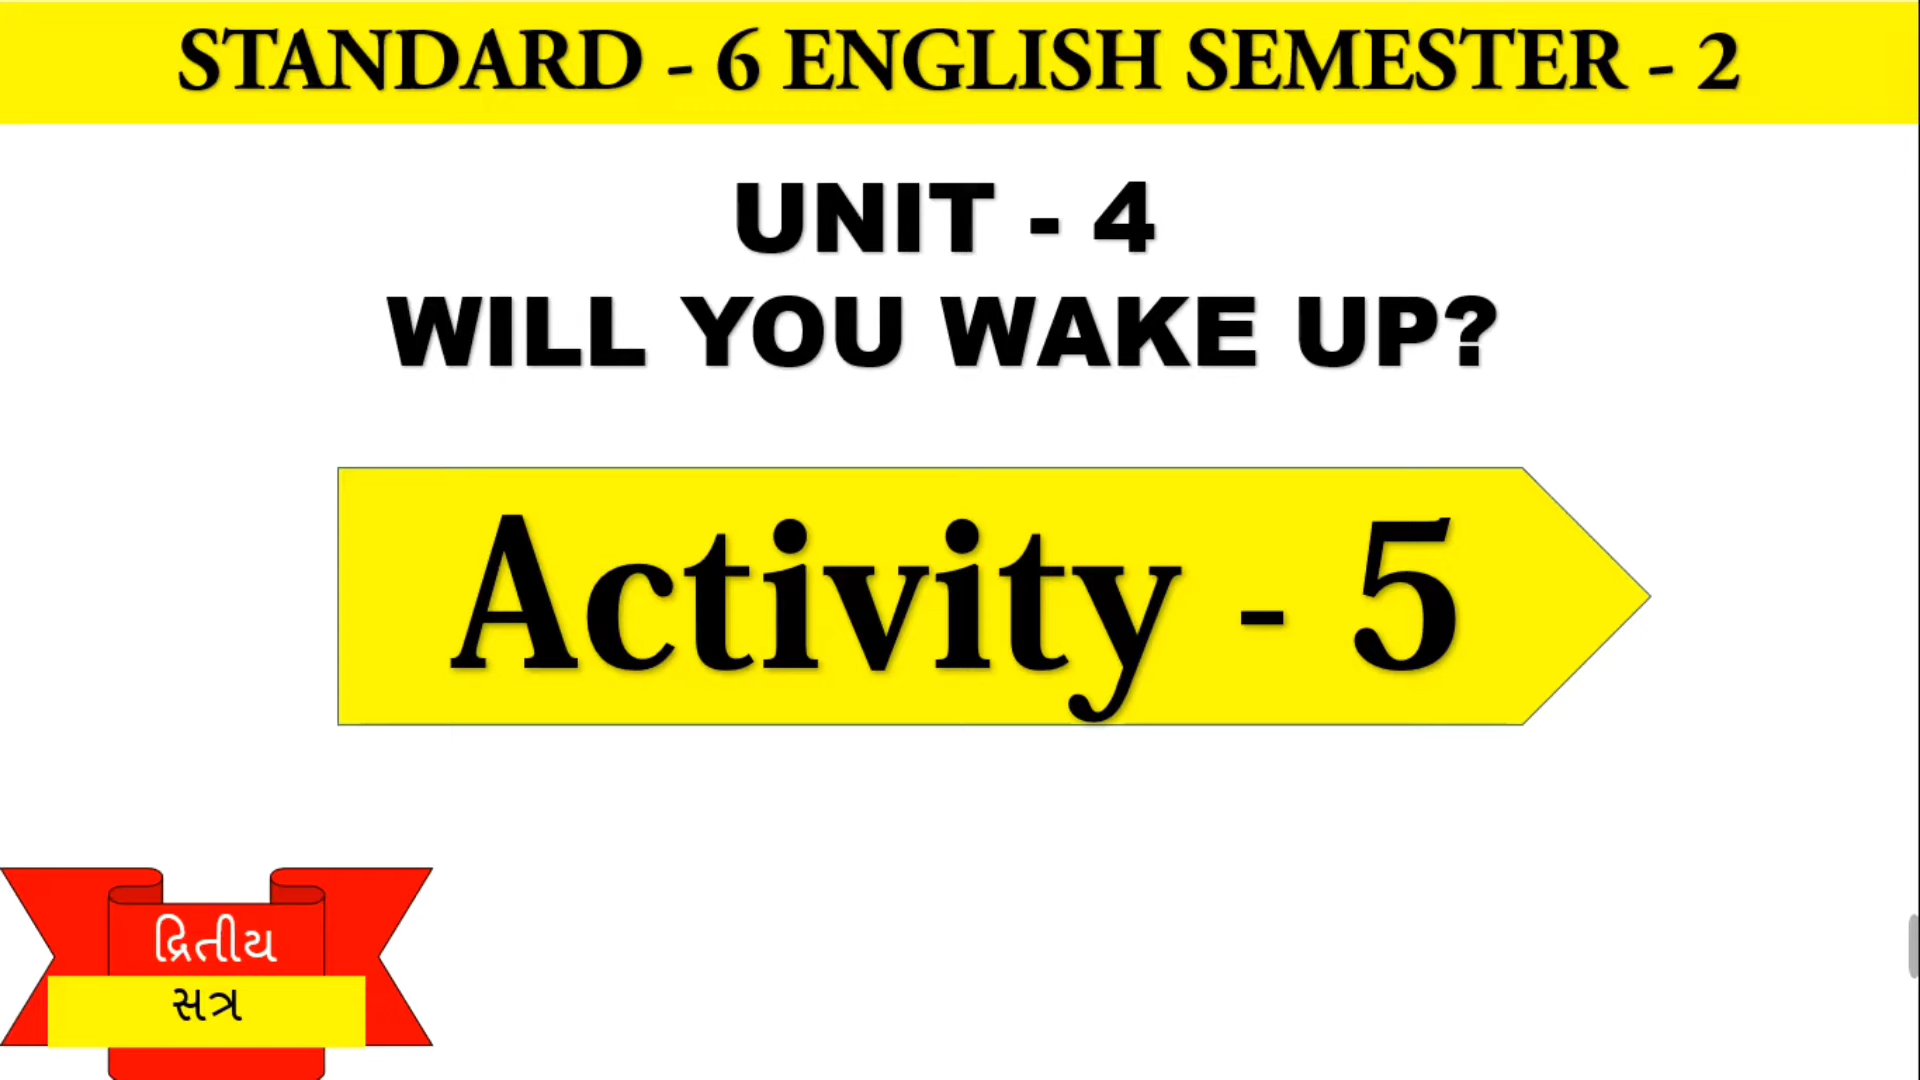 STANDARD - 6 ENGLISH SEMESTER - 2
UNIT - 4
WILL YOU WAKE UP?
Activity - 5
દ્રિતીય
સત્ર